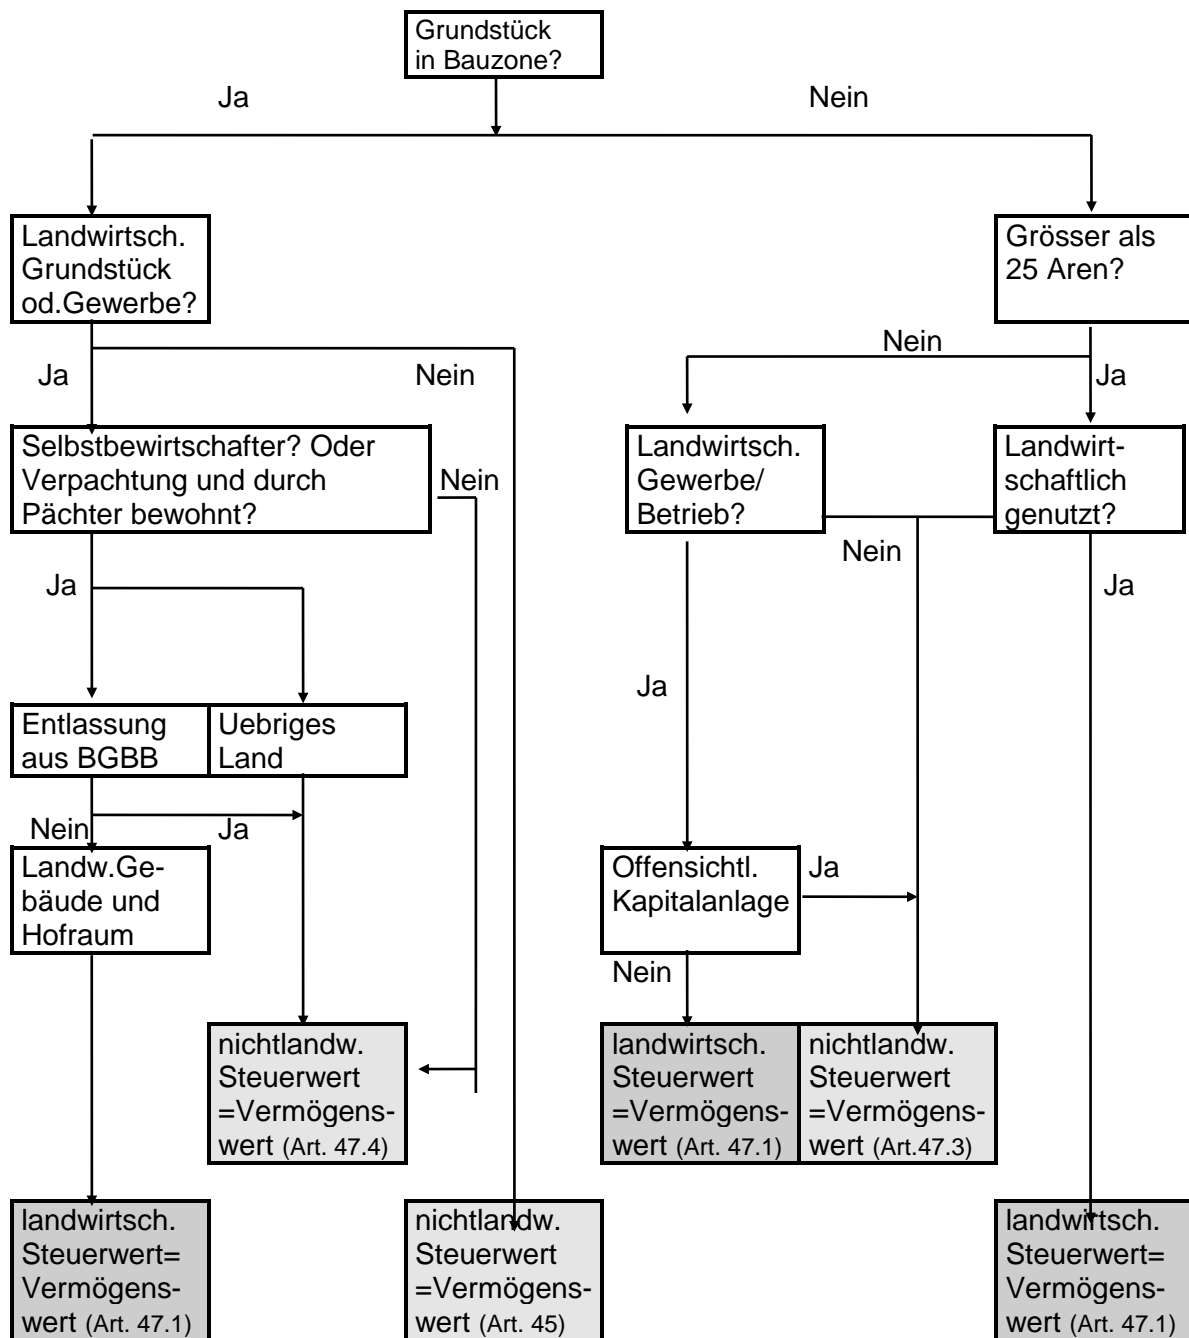 Grundstück
in Bauzone?
Ja
Nein
Landwirtsch.
Grundstück
od.Gewerbe?
Grösser als
25 Aren?
Ja
Nein
Nein
Ja
Selbstbewirtschafter? Oder
Verpachtung und durch
Pächter bewohnt?
Nein
Landwirtsch.
Gewerbe/
Betrieb?
Landwirt-
schaftlich
genutzt?
Nein
Ja
Ja
Ja
Entlassung
aus BGBB
Uebriges
Land
Nein
Ja
Landw.Ge-
bäude und
Hofraum
Offensichtl.
Kapitalanlage
Ja
Nein
nichtlandw.
Steuerwert
=Vermögens-
wert (Art. 47.4)
landwirtsch.
Steuerwert
=Vermögens-
wert (Art. 47.1)
nichtlandw.
Steuerwert
=Vermögens-
wert (Art.47.3)
landwirtsch.
Steuerwert=
Vermögens-
wert (Art. 47.1)
nichtlandw.
Steuerwert
=Vermögens-
wert (Art. 45)
landwirtsch.
Steuerwert=
Vermögens-
wert (Art. 47.1)